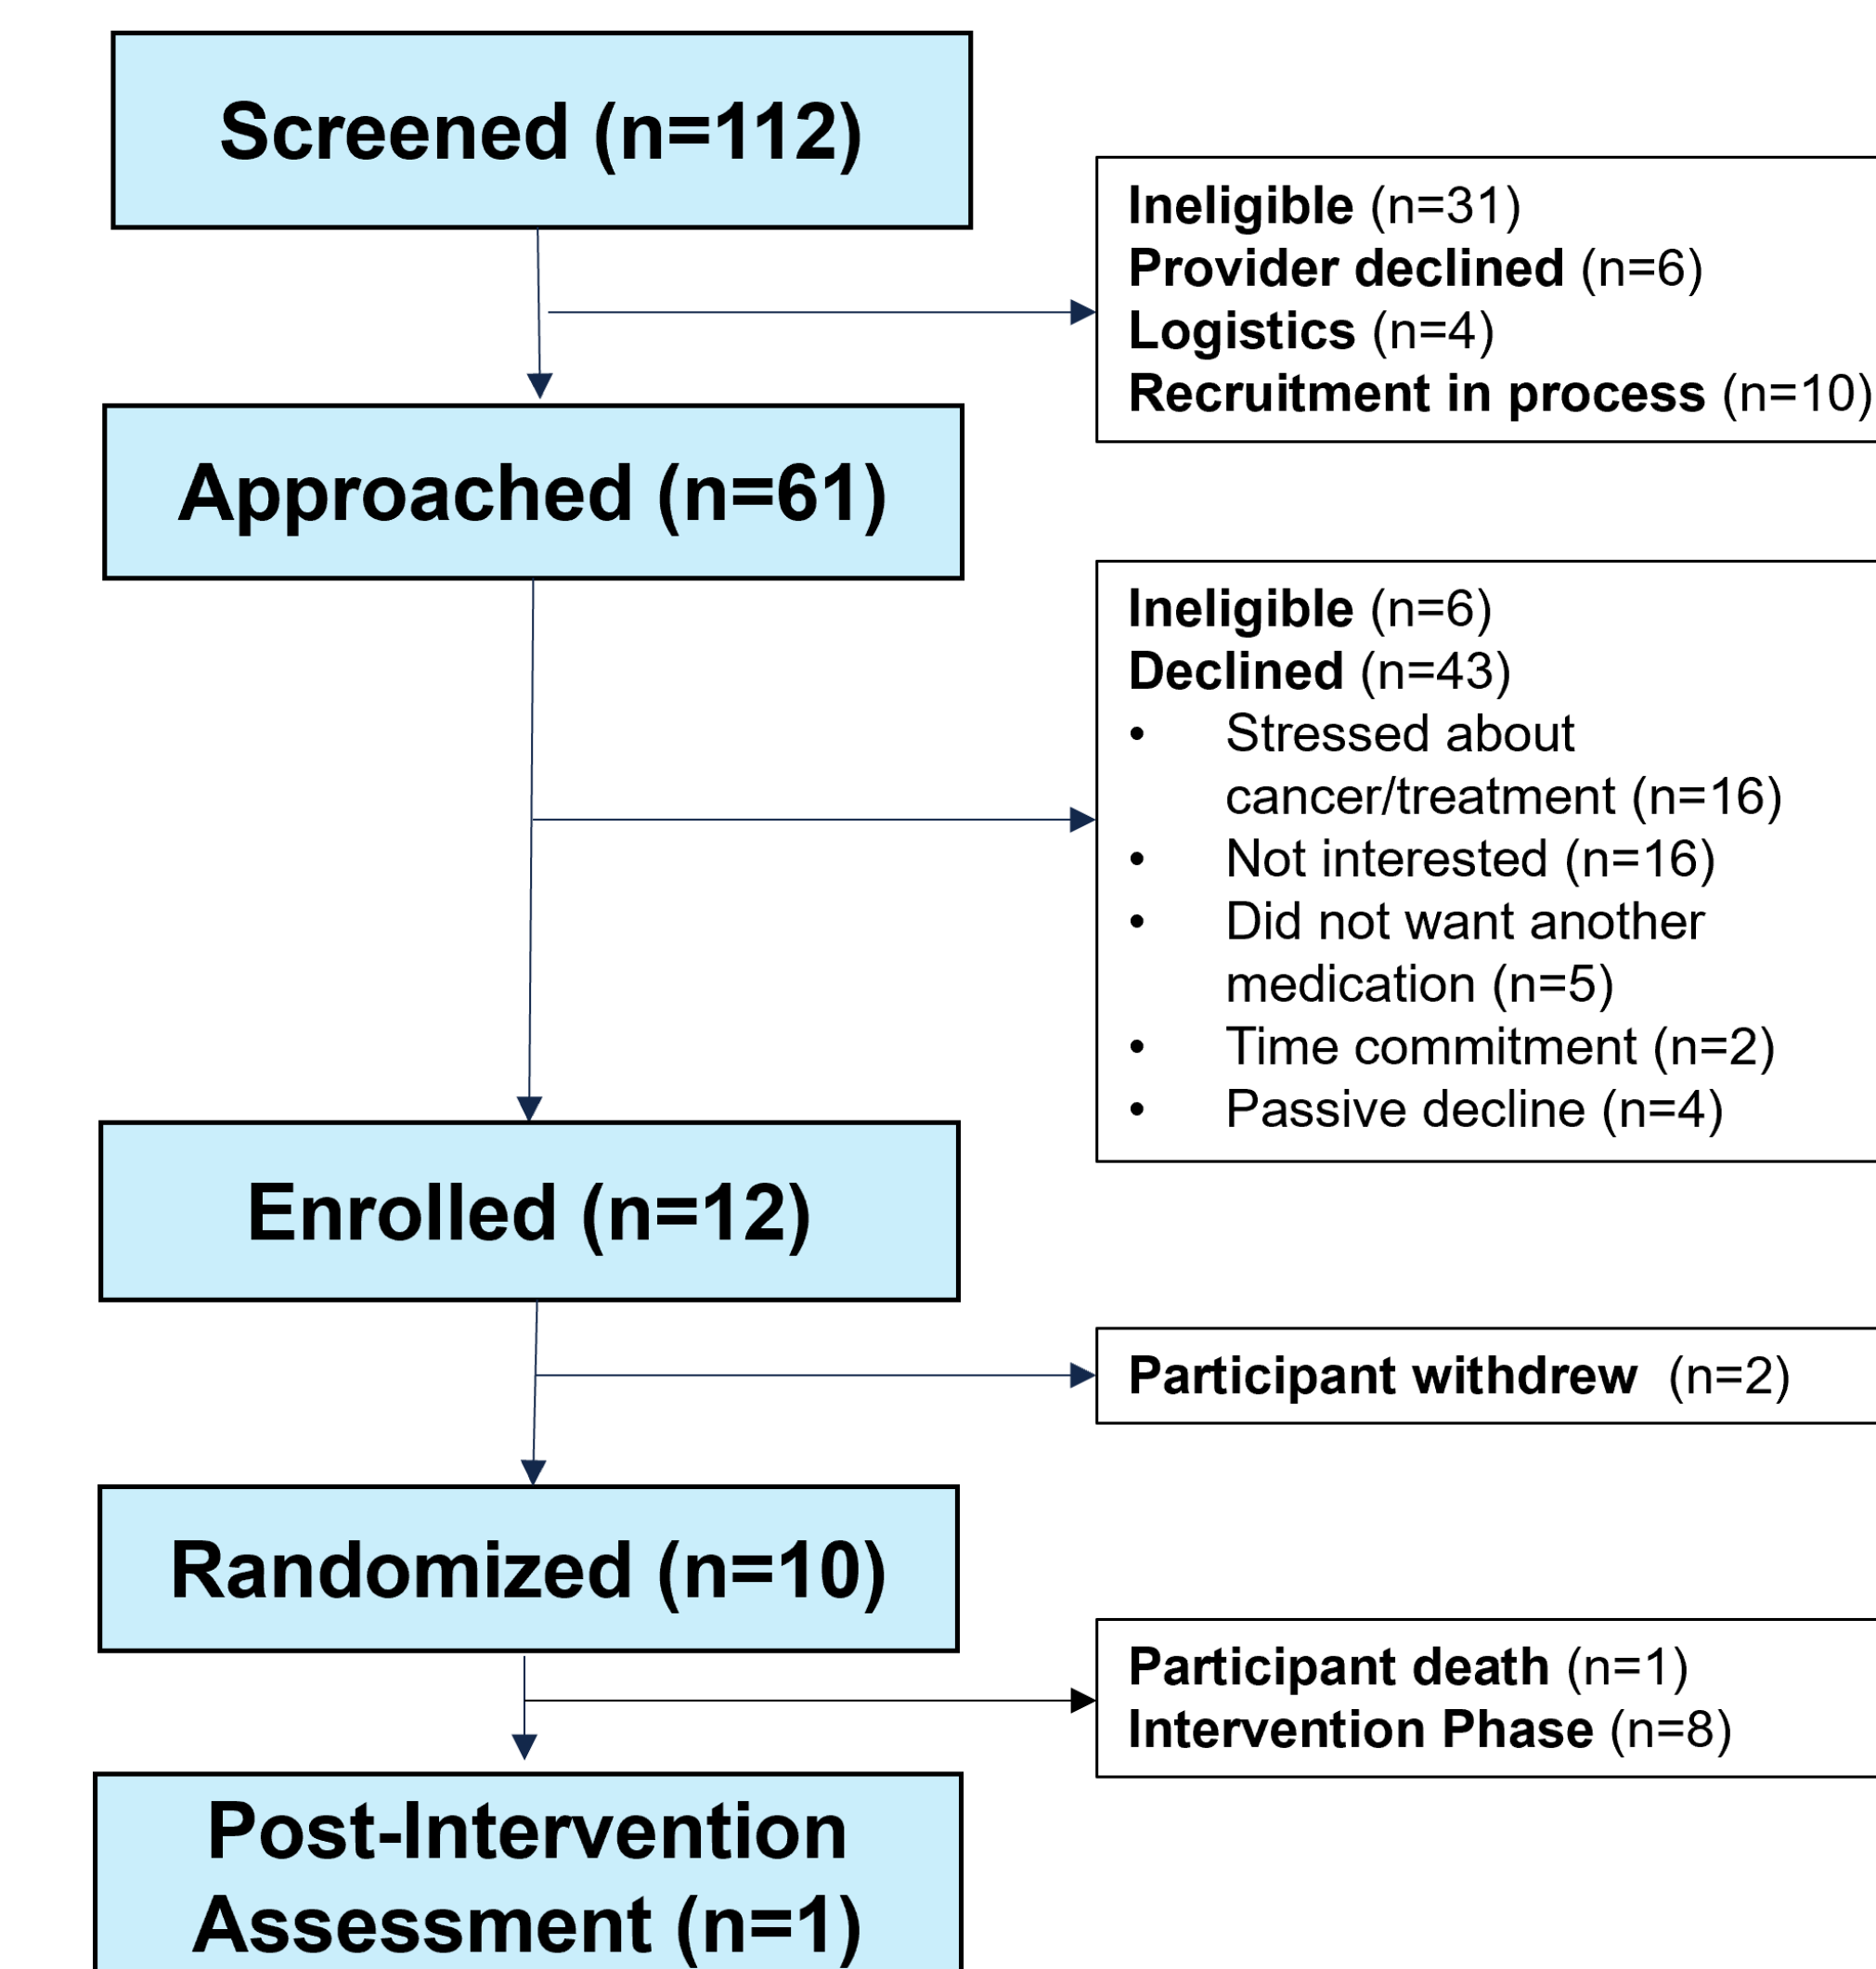 Screened (n=112)
Ineligible (n=31)
Provider declined (n=6)
Logistics (n=4)
Recruitment in process (n=10)
Approached (n=61)
Ineligible (n=6)
Declined (n=43)
• Stressed about
cancer/treatment (n=16)
• Not interested (n=16)
• Did not want another
medication (n=5)
• Time commitment (n=2)
• Passive decline (n=4)
Enrolled (n=12)
Participant withdrew (n=2)
Randomized (n=10)
Participant death (n=1)
Intervention Phase (n=8)
Post-Intervention
Assessment (n=1)